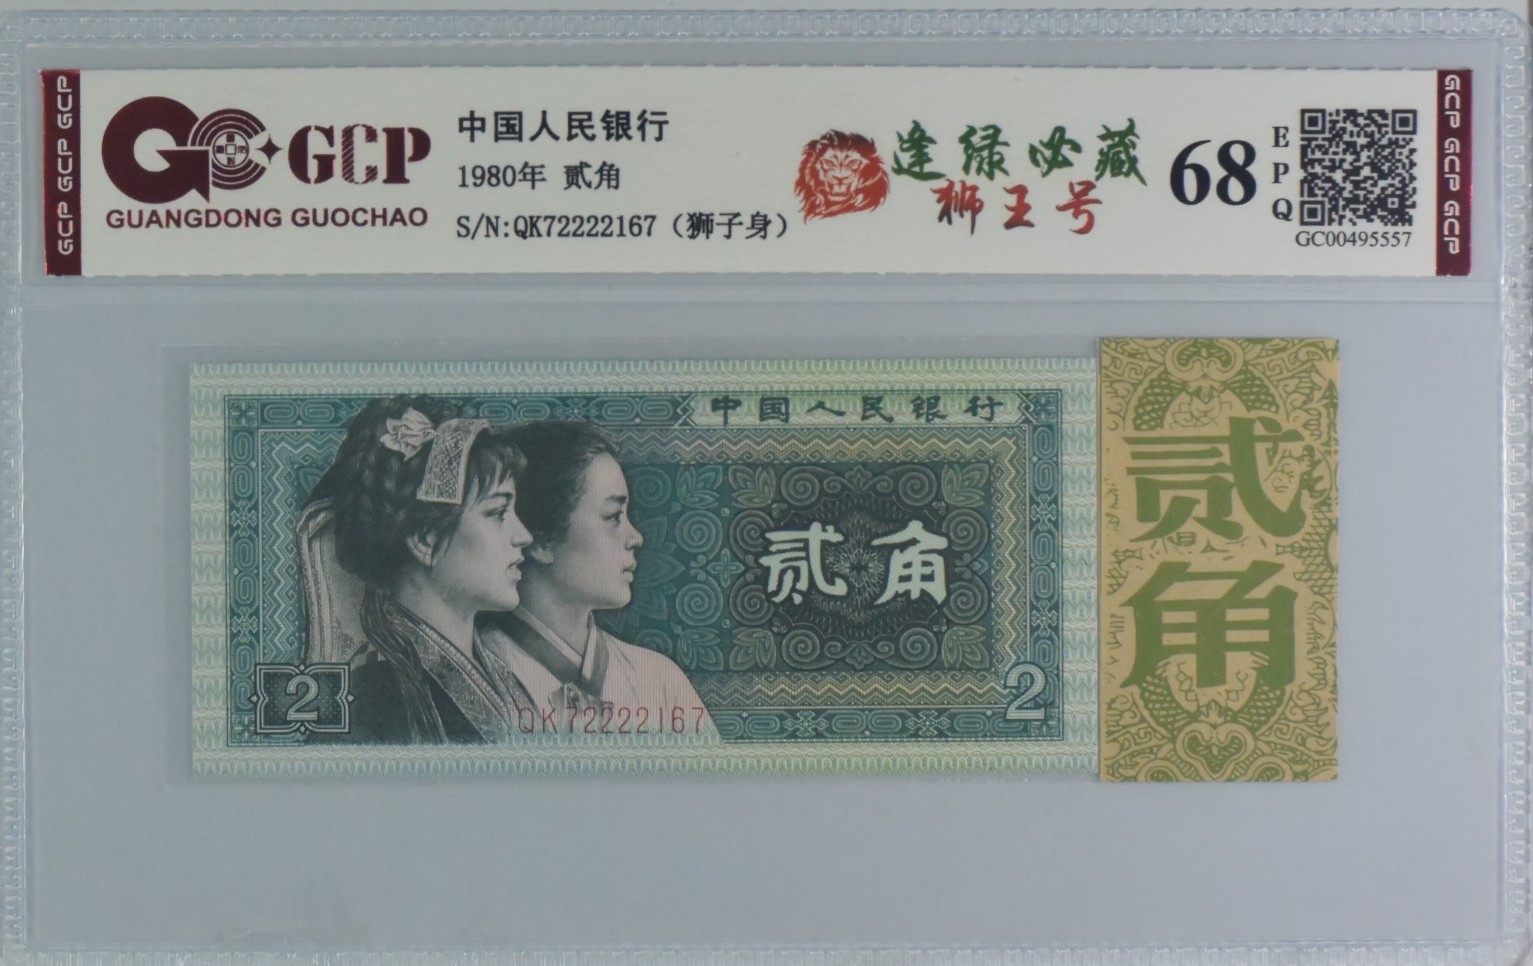 GCP GCP GCP
GCP
GUANGDONG GUOCHAO
中国人民银行
1980年 贰角
S/N:QK72222167（狮子身）
逢绿必藏
狮王号
68
EPQ
GC00495557
GCP GCP GCP
中国人民银行
贰角
2
2
QK72222167
贰角